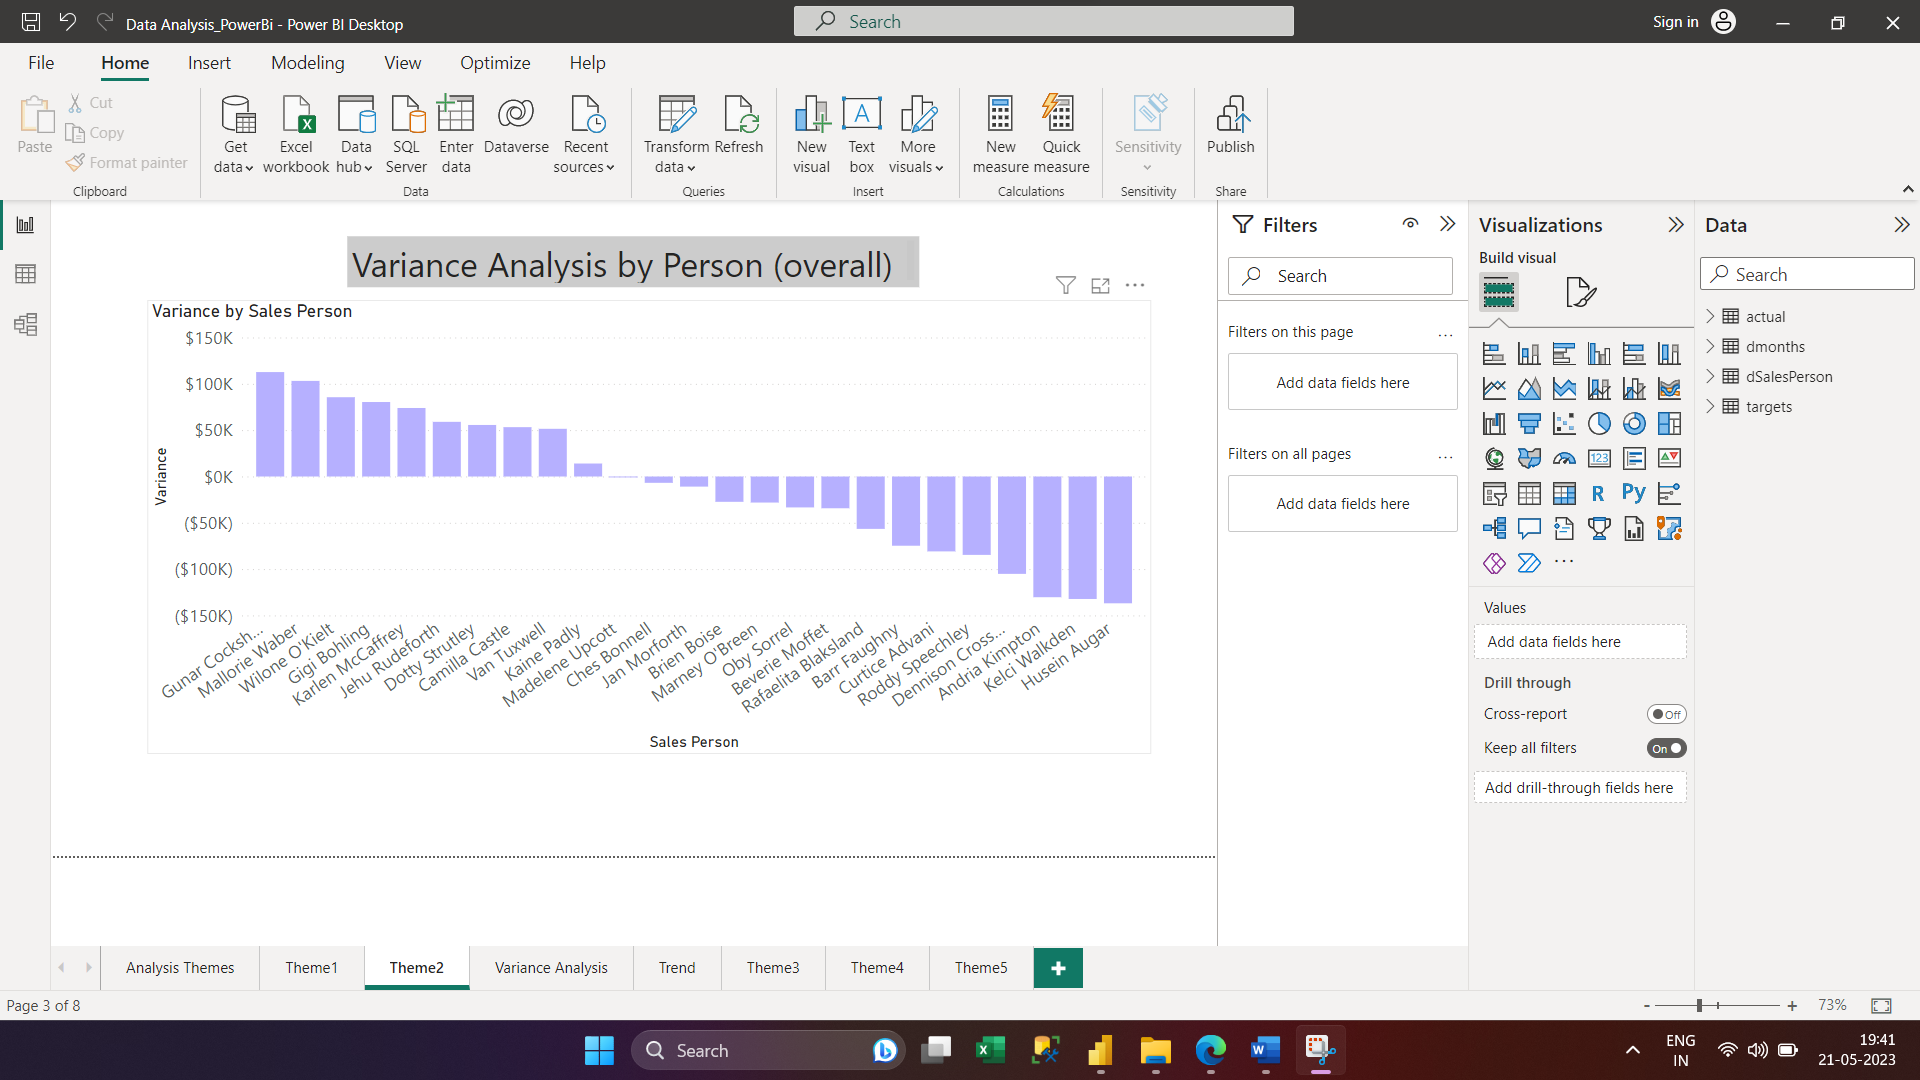 Data Analysis_PowerBi - Power BI Desktop
Search
Sign in
File Home Insert Modeling View Optimize Help
Paste
Cut
Copy
Format painter
Clipboard
Get data
Excel workbook
Data hub
SQL Server
Enter data
Dataverse
Recent sources
Data
Transform data
Refresh
Queries
New visual
Text box
More visuals
Insert
New measure
Quick measure
Calculations
Sensitivity
Sensitivity
Publish
Share
Variance Analysis by Person (overall)
Variance by Sales Person
Variance
$150K
$100K
$50K
$0K
($50K)
($100K)
($150K)
Gunar Cocksh...
Mallorie Waber
Wilone O'Kielt
Gigi Bohling
Karlen McCaffrey
Jehu Rudeforth
Dotty Strutley
Camilla Castle
Van Tuxwell
Kaine Padly
Madelene Upcott
Ches Bonnell
Jan Morforth
Brien Boise
Marney O'Breen
Oby Sorrel
Beverie Moffet
Rafaelita Blaksland
Barr Faughny
Curtice Advani
Roddy Speechley
Dennison Cross...
Andria Kimpton
Kelci Walkden
Husein Augar
Sales Person
Filters
Search
Filters on this page
...
Add data fields here
Filters on all pages
...
Add data fields here
Visualizations
Build visual
123
R
Py
...
Values
Add data fields here
Drill through
Cross-report
Off
Keep all filters
On
Add drill-through fields here
Data
Search
actual
dmonths
dSalesPerson
targets
Analysis Themes
Theme1
Theme2
Variance Analysis
Trend
Theme3
Theme4
Theme5
+
Page 3 of 8
- + 73%
Search
ENG
IN
19:41
21-05-2023